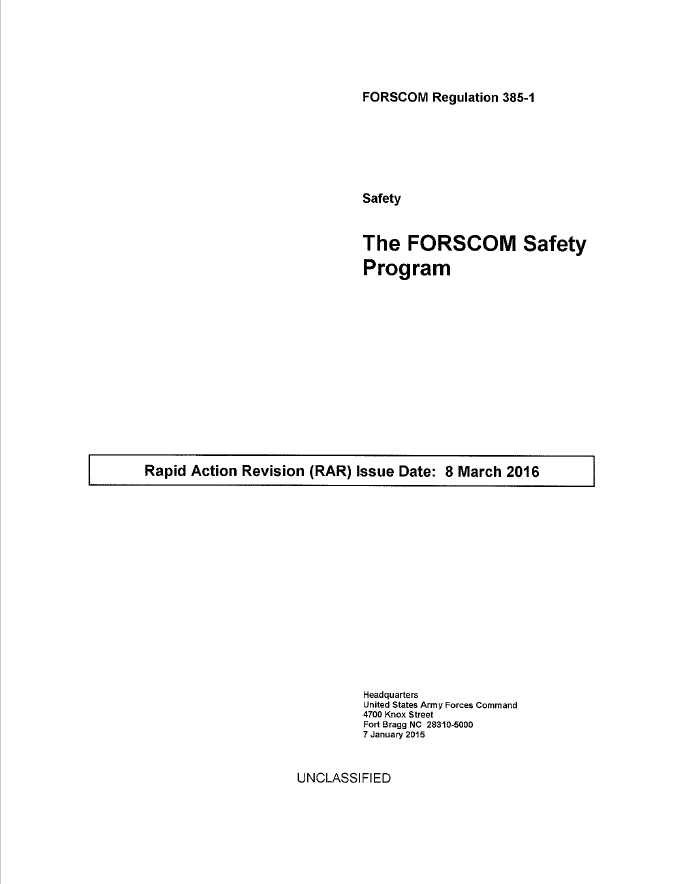 FORSCOM Regulation 385-1
Safety
The FORSCOM Safety
Program
Rapid Action Revision (RAR) Issue Date:  8 March 2016
Headquarters
United States Army Forces Command
4700 Knox Street
Fort Bragg NC  28310-5000
7 January 2015
UNCLASSIFIED